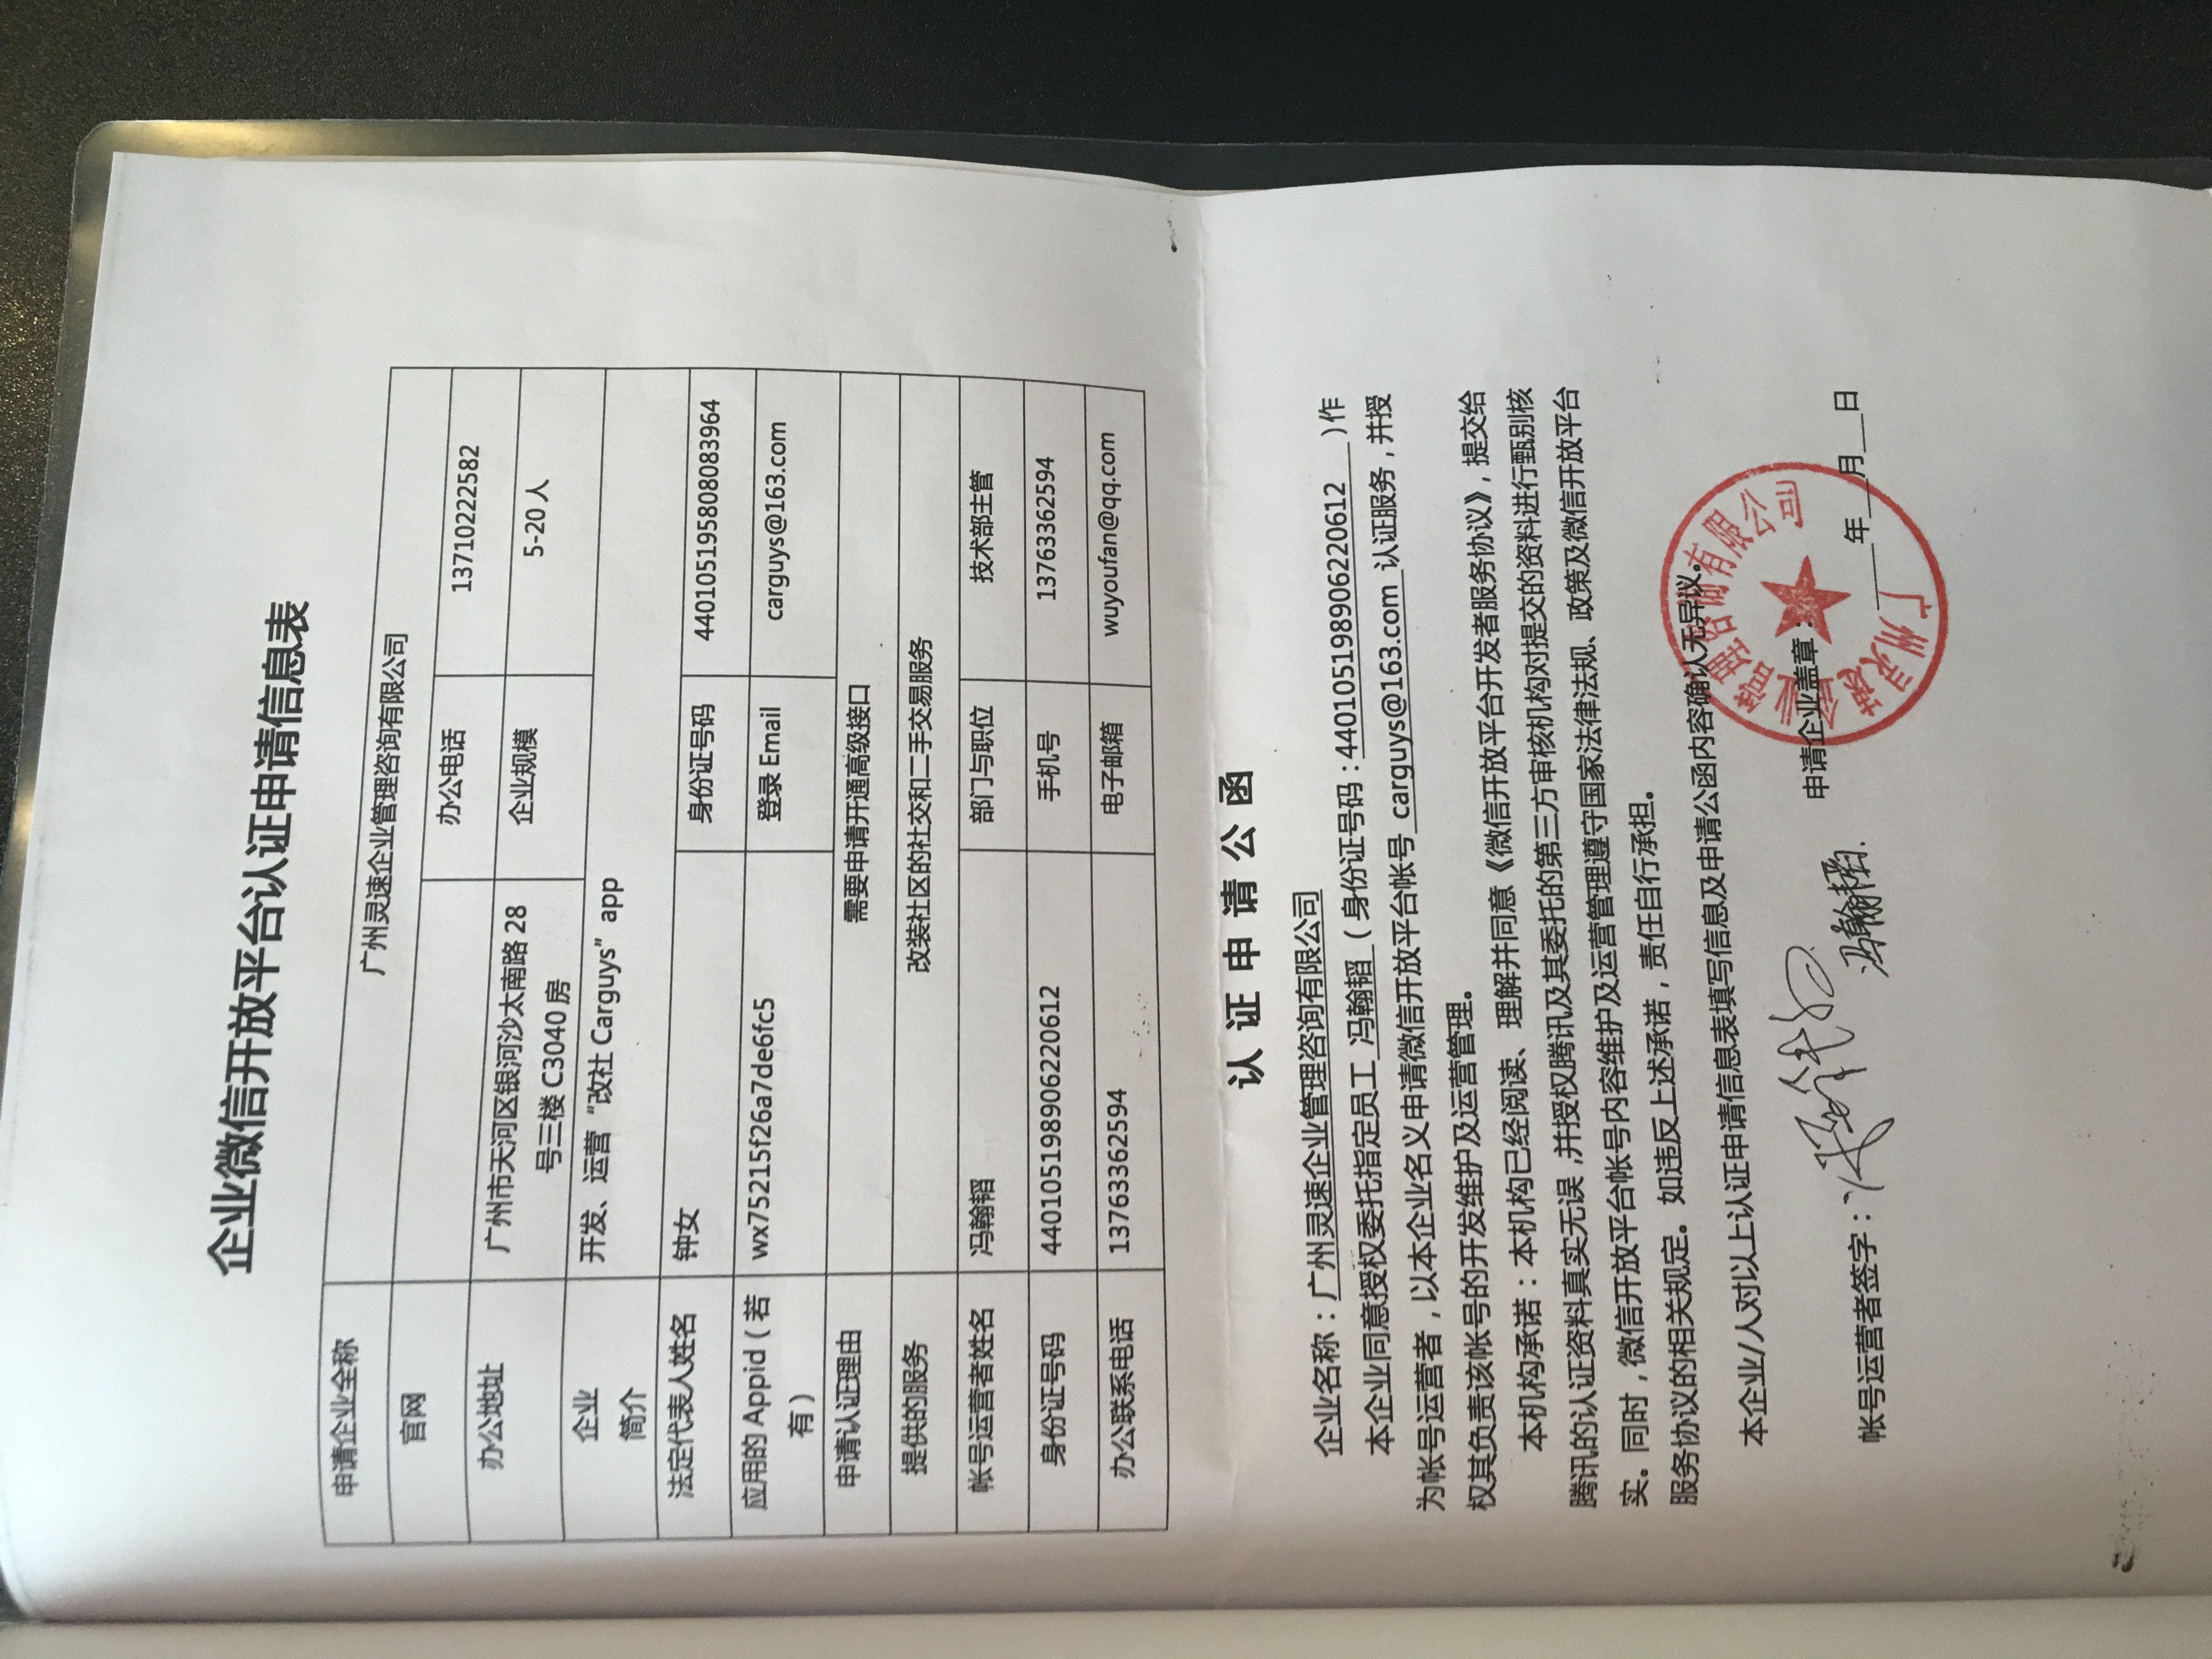 企业微信开放平台认证申请信息表
申请企业全称 广州灵速企业管理咨询有限公司
官网 办公电话 13710222582
办公地址 广州市天河区银河沙太南路 28
号三楼 C3040 房 企业规模 5-20 人
企业
简介 开发、运营“改社 Carguys”app
法定代表人姓名 钟女 身份证号码 440105195808083964
应用的 Appid（若
有） wx75215f26a7de6fc5 登录 Email carguys@163.com
申请认证理由 需要申请开通高级接口
提供的服务 改装社区的社交和二手交易服务
帐号运营者姓名 冯翰韬 部门与职位 技术部主管
身份证号码 440105198906220612 手机号 13763362594
办公联系电话 13763362594 电子邮箱 wuyoufan@qq.com
认证申请公函
企业名称：广州灵速企业管理咨询有限公司
本企业同意授权委托指定员工 冯翰韬（身份证号码：440105198906220612 ）作
为帐号运营者，以本企业名义申请微信开放平台帐号 carguys@163.com 认证服务，并授
权其负责该帐号的开发维护及运营管理。
本机构承诺：本机构已经阅读、理解并同意《微信开放平台开发者服务协议》，提交给
腾讯的认证资料真实无误，并授权腾讯及其委托的第三方审核机构对提交的资料进行甄别核
实。同时，微信开放平台帐号内容维护及运营管理遵守国家法律法规、政策及微信开放平台
服务协议的相关规定。如违反上述承诺，责任自行承担。
本企业/人对以上认证申请信息表填写信息及申请公函内容确认无异议。
帐号运营者签字： 冯翰韬 申请企业盖章：
年 月 日
广州灵速企业管理咨询有限公司